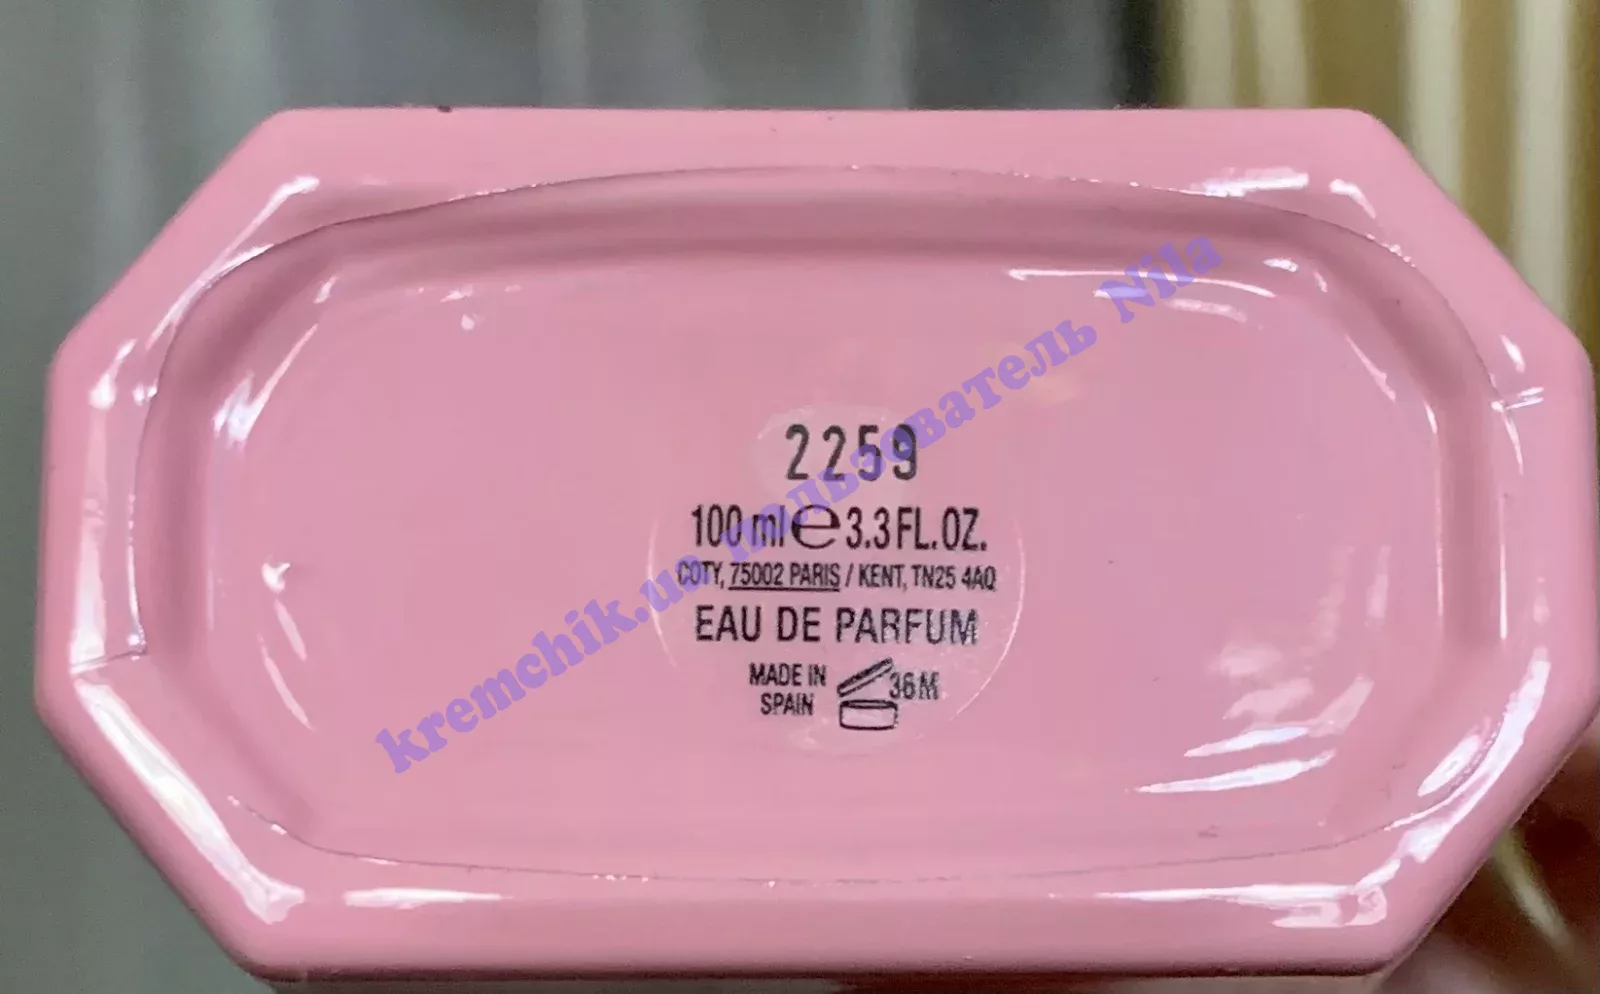 2259
100 ml e 3.3 FL.OZ.
COTY, 75002 PARIS / KENT, TN25 4AQ
EAU DE PARFUM
MADE IN
SPAIN
36M
kremchik.ua пользователь Nila